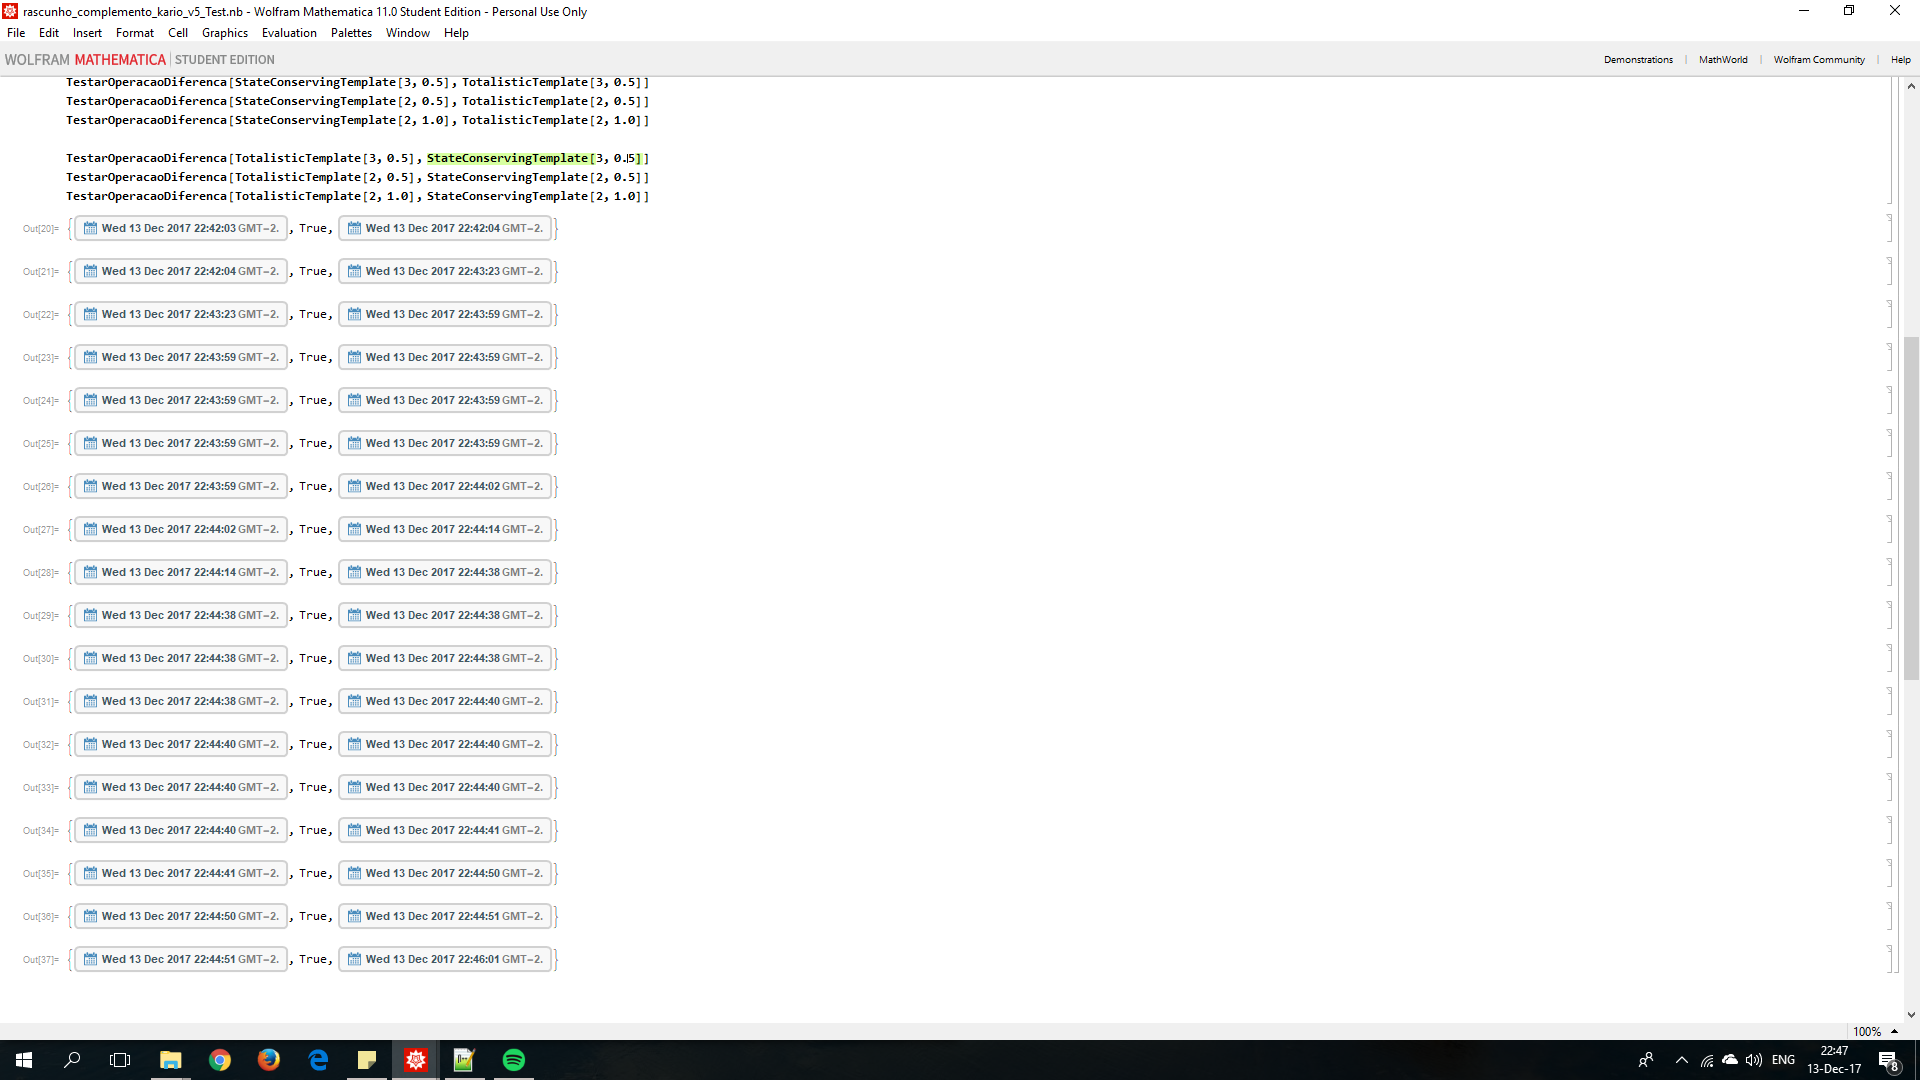 rascunho_complemento_kario_v5_Test.nb - Wolfram Mathematica 11.0 Student Edition - Personal Use Only
File Edit Insert Format Cell Graphics Evaluation Palettes Window Help
WOLFRAM MATHEMATICA STUDENT EDITION Demonstrations MathWorld Wolfram Community Help
TestarOperacaoDiferenca[StateConservingTemplate[3, 0.5], TotalisticTemplate[3, 0.5]]
TestarOperacaoDiferenca[StateConservingTemplate[2, 0.5], TotalisticTemplate[2, 0.5]]
TestarOperacaoDiferenca[StateConservingTemplate[2, 1.0], TotalisticTemplate[2, 1.0]]
TestarOperacaoDiferenca[TotalisticTemplate[3, 0.5], StateConservingTemplate[3, 0.5]]
TestarOperacaoDiferenca[TotalisticTemplate[2, 0.5], StateConservingTemplate[2, 0.5]]
TestarOperacaoDiferenca[TotalisticTemplate[2, 1.0], StateConservingTemplate[2, 1.0]]
Out[20]= {Wed 13 Dec 2017 22:42:03 GMT-2., True, Wed 13 Dec 2017 22:42:04 GMT-2.}
Out[21]= {Wed 13 Dec 2017 22:42:04 GMT-2., True, Wed 13 Dec 2017 22:43:23 GMT-2.}
Out[22]= {Wed 13 Dec 2017 22:43:23 GMT-2., True, Wed 13 Dec 2017 22:43:59 GMT-2.}
Out[23]= {Wed 13 Dec 2017 22:43:59 GMT-2., True, Wed 13 Dec 2017 22:43:59 GMT-2.}
Out[24]= {Wed 13 Dec 2017 22:43:59 GMT-2., True, Wed 13 Dec 2017 22:43:59 GMT-2.}
Out[25]= {Wed 13 Dec 2017 22:43:59 GMT-2., True, Wed 13 Dec 2017 22:43:59 GMT-2.}
Out[26]= {Wed 13 Dec 2017 22:43:59 GMT-2., True, Wed 13 Dec 2017 22:44:02 GMT-2.}
Out[27]= {Wed 13 Dec 2017 22:44:02 GMT-2., True, Wed 13 Dec 2017 22:44:14 GMT-2.}
Out[28]= {Wed 13 Dec 2017 22:44:14 GMT-2., True, Wed 13 Dec 2017 22:44:38 GMT-2.}
Out[29]= {Wed 13 Dec 2017 22:44:38 GMT-2., True, Wed 13 Dec 2017 22:44:38 GMT-2.}
Out[30]= {Wed 13 Dec 2017 22:44:38 GMT-2., True, Wed 13 Dec 2017 22:44:38 GMT-2.}
Out[31]= {Wed 13 Dec 2017 22:44:38 GMT-2., True, Wed 13 Dec 2017 22:44:40 GMT-2.}
Out[32]= {Wed 13 Dec 2017 22:44:40 GMT-2., True, Wed 13 Dec 2017 22:44:40 GMT-2.}
Out[33]= {Wed 13 Dec 2017 22:44:40 GMT-2., True, Wed 13 Dec 2017 22:44:40 GMT-2.}
Out[34]= {Wed 13 Dec 2017 22:44:40 GMT-2., True, Wed 13 Dec 2017 22:44:41 GMT-2.}
Out[35]= {Wed 13 Dec 2017 22:44:41 GMT-2., True, Wed 13 Dec 2017 22:44:50 GMT-2.}
Out[36]= {Wed 13 Dec 2017 22:44:50 GMT-2., True, Wed 13 Dec 2017 22:44:51 GMT-2.}
Out[37]= {Wed 13 Dec 2017 22:44:51 GMT-2., True, Wed 13 Dec 2017 22:46:01 GMT-2.}
100%
ENG 22:47
13-Dec-17 8